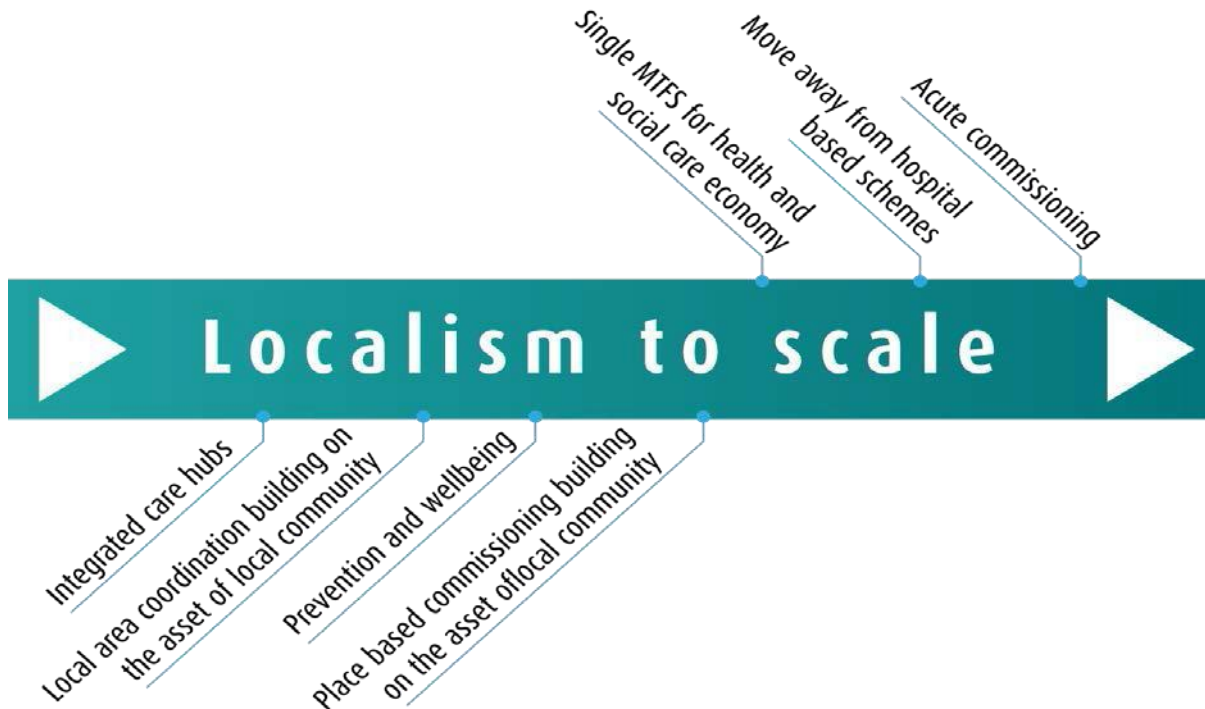 Single MTFS for health and
social care economy
Move away from hospital
based schemes
Acute commissioning
Localism to scale
Integrated care hubs
Local area coordination building on
the asset of local community
Prevention and wellbeing
Place based commissioning building
on the asset oflocal community